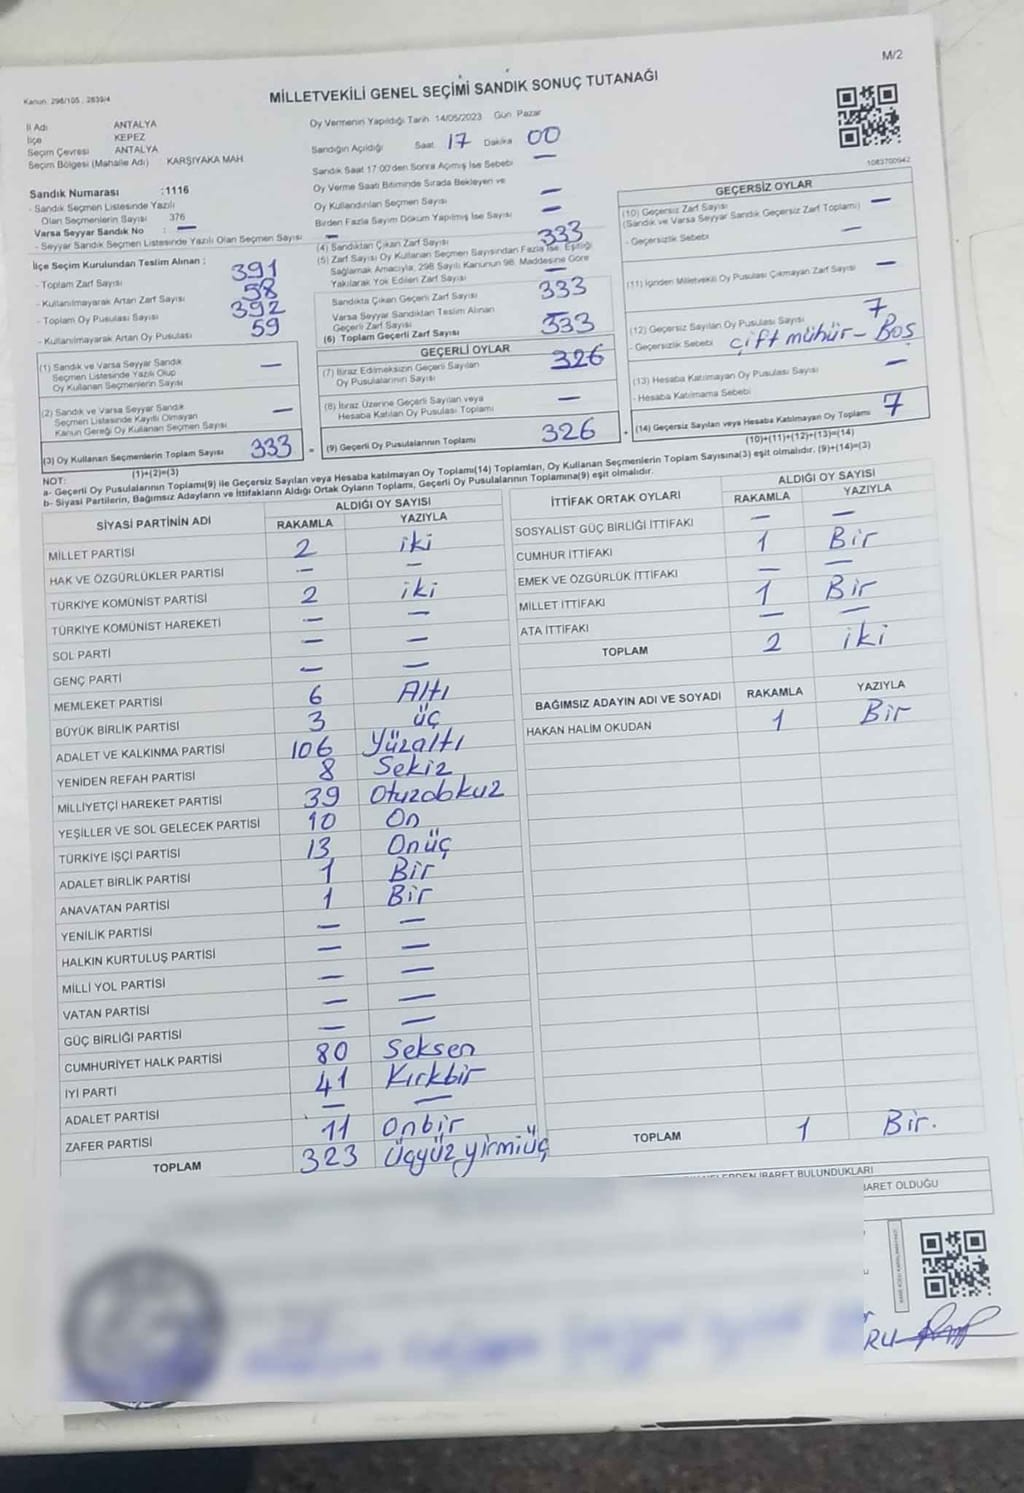 M/2
Kanun. 298/105 , 2839/4
MİLLETVEKİLİ GENEL SEÇİMİ SANDIK SONUÇ TUTANAĞI
İl Adı ANTALYA
İlçe KEPEZ
Seçim Çevresi ANTALYA
Seçim Bölgesi (Mahalle Adı) KARŞIYAKA MAH
Sandık Numarası :1116
- Sandık Seçmen Listesinde Yazılı
Olan Seçmenlerin Sayısı 376
Varsa Seyyar Sandık No : —
- Seyyar Sandık Seçmen Listesinde Yazılı Olan Seçmen Sayısı —
İlçe Seçim Kurulundan Teslim Alınan :
- Toplam Zarf Sayısı 391
- Kullanılmayarak Artan Zarf Sayısı 58
- Toplam Oy Pusulası Sayısı 392
- Kullanılmayarak Artan Oy Pusulası 59
(1) Sandık ve Varsa Seyyar Sandık
Seçmen Listesinde Yazılı Olup
Oy Kullanan Seçmenlerin Sayısı —
(2) Sandık ve Varsa Seyyar Sandık
Seçmen Listesinde Kayıtlı Olmayan
Kanun Gereği Oy Kullanan Seçmen Sayısı —
(3) Oy Kullanan Seçmenlerin Toplam Sayısı 333
(1)+(2)=(3)
Oy Vermenin Yapıldığı Tarih 14/05/2023 Gün. Pazar
Sandığın Açıldığı Saat 17 Dakika 00
Sandık Saat 17:00'den Sonra Açımış İse Sebebi —
Oy Verme Saati Bitiminde Sırada Bekleyen ve
Oy Kullandırılan Seçmen Sayısı —
Birden Fazla Sayım Döküm Yapılmış İse Sayısı —
(4) Sandıktan Çıkan Zarf Sayısı 333
(5) Zarf Sayısı Oy Kullanan Seçmen Sayısından Fazla İse, Eşitliği
Sağlamak Amacıyla, 298 Sayılı Kanunun 98. Maddesine Göre
Yakılarak Yok Edilen Zarf Sayısı —
Sandıkta Çıkan Geçerli Zarf Sayısı 333
Varsa Seyyar Sandıktan Teslim Alınan
Geçerli Zarf Sayısı —
(6) Toplam Geçerli Zarf Sayısı 333
GEÇERLİ OYLAR
(7) İtiraz Edilmeksizin Geçerli Sayılan
Oy Pusulalarının Sayısı 326
(8) İtiraz Üzerine Geçerli Sayılan veya
Hesaba Katılan Oy Pusulası Toplamı —
= (9) Geçerli Oy Pusulalarının Toplamı 326
1083700942
GEÇERSİZ OYLAR
(10) Geçersiz Zarf Sayısı
(Sandık ve Varsa Seyyar Sandık Geçersiz Zarf Toplamı) —
- Geçersizlik Sebebi —
(11) İçinden Milletvekili Oy Pusulası Çıkmayan Zarf Sayısı —
(12) Geçersiz Sayılan Oy Pusulası Sayısı 7
- Geçersizlik Sebebi çift mühür - Boş
(13) Hesaba Katılmayan Oy Pusulası Sayısı —
- Hesaba Katılmama Sebebi
+ (14) Geçersiz Sayılan veya Hesaba Katılmayan Oy Toplamı 7
(10)+(11)+(12)+(13)=(14)
NOT:
a- Geçerli Oy Pusulalarının Toplamı(9) ile Geçersiz Sayılan veya Hesaba katılmayan Oy Toplamı(14) Toplamları, Oy Kullanan Seçmenlerin Toplam Sayısına(3) eşit olmalıdır. (9)+(14)=(3)
b- Siyasi Partilerin, Bağımsız Adayların ve İttifakların Aldığı Ortak Oyların Toplamı, Geçerli Oy Pusulalarının Toplamına(9) eşit olmalıdır.
SİYASİ PARTİNİN ADI ALDIĞI OY SAYISI
RAKAMLA YAZIYLA
MİLLET PARTİSİ 2 iki
HAK VE ÖZGÜRLÜKLER PARTİSİ — —
TÜRKİYE KOMÜNİST PARTİSİ 2 iki
TÜRKİYE KOMÜNİST HAREKETİ — —
SOL PARTİ — —
GENÇ PARTİ — —
MEMLEKET PARTİSİ 6 Altı
BÜYÜK BİRLİK PARTİSİ 3 üç
ADALET VE KALKINMA PARTİSİ 106 Yüzaltı
YENİDEN REFAH PARTİSİ 8 Sekiz
MİLLİYETÇİ HAREKET PARTİSİ 39 Otuzdokuz
YEŞİLLER VE SOL GELECEK PARTİSİ 10 On
TÜRKİYE İŞÇİ PARTİSİ 13 Onüç
ADALET BİRLİK PARTİSİ 1 Bir
ANAVATAN PARTİSİ 1 Bir
YENİLİK PARTİSİ — —
HALKIN KURTULUŞ PARTİSİ — —
MİLLİ YOL PARTİSİ — —
VATAN PARTİSİ — —
GÜÇ BİRLİĞİ PARTİSİ — —
CUMHURİYET HALK PARTİSİ 80 Seksen
İYİ PARTİ 41 Kırkbir
ADALET PARTİSİ — —
ZAFER PARTİSİ 11 Onbir
TOPLAM 323 Üçyüz yirmiüç
İTTİFAK ORTAK OYLARI ALDIĞI OY SAYISI
RAKAMLA YAZIYLA
SOSYALİST GÜÇ BİRLİĞİ İTTİFAKI — —
CUMHUR İTTİFAKI 1 Bir
EMEK VE ÖZGÜRLÜK İTTİFAKI — —
MİLLET İTTİFAKI 1 Bir
ATA İTTİFAKI — —
TOPLAM 2 iki
BAĞIMSIZ ADAYIN ADI VE SOYADI RAKAMLA YAZIYLA
HAKAN HALİM OKUDAN 1 Bir
TOPLAM 1 Bir.
İBARET BULUNDUKLARI
BARET OLDUĞU
RU